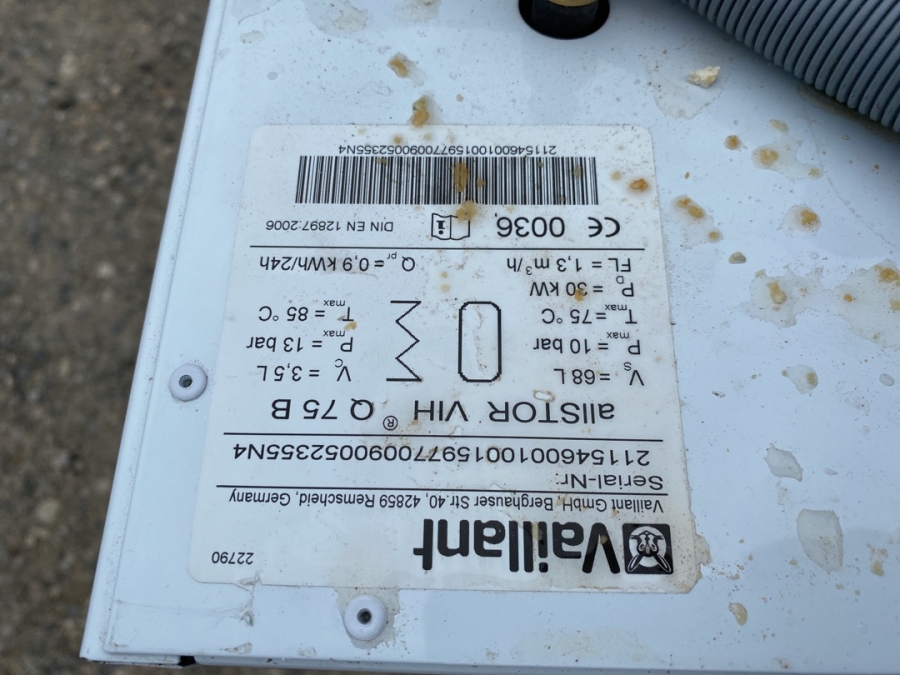 Vaillant
22790
Vaillant GmbH, Berghauser Str.40, 42859 Remscheid, Germany
Serial-Nr.
21154600100159770090052355N4
allSTOR VIH ® Q 75 B
Vs = 68 L
Pmax = 10 bar
Tmax =75 °C
PD = 30 kW
FL = 1,3 m³/h
VC = 3,5 L
Pmax = 13 bar
Tmax = 85 °C
Qpr = 0,9 kWh/24h
CE 0036 i DIN EN 12897:2006
21154600100159770090052355N4